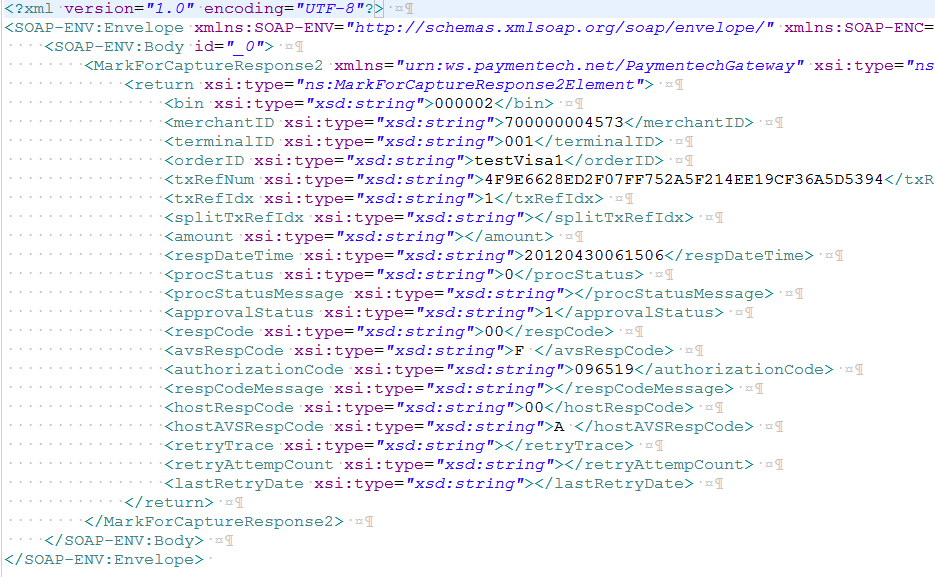 <?xml version="1.0" encoding="UTF-8"?>
<SOAP-ENV:Envelope xmlns:SOAP-ENV="http://schemas.xmlsoap.org/soap/envelope/" xmlns:SOAP-ENC=
<SOAP-ENV:Body id="_0">
<MarkForCaptureResponse2 xmlns="urn:ws.paymentech.net/PaymentechGateway" xsi:type="ns
<return xsi:type="ns:MarkForCaptureResponse2Element">
<bin xsi:type="xsd:string">000002</bin>
<merchantID xsi:type="xsd:string">700000004573</merchantID>
<terminalID xsi:type="xsd:string">001</terminalID>
<orderID xsi:type="xsd:string">testVisa1</orderID>
<txRefNum xsi:type="xsd:string">4F9E6628ED2F07FF752A5F214EE19CF36A5D5394</txR
<txRefIdx xsi:type="xsd:string">1</txRefIdx>
<splitTxRefIdx xsi:type="xsd:string"></splitTxRefIdx>
<amount xsi:type="xsd:string"></amount>
<respDateTime xsi:type="xsd:string">20120430061506</respDateTime>
<procStatus xsi:type="xsd:string">0</procStatus>
<procStatusMessage xsi:type="xsd:string"></procStatusMessage>
<approvalStatus xsi:type="xsd:string">1</approvalStatus>
<respCode xsi:type="xsd:string">00</respCode>
<avsRespCode xsi:type="xsd:string">F </avsRespCode>
<authorizationCode xsi:type="xsd:string">096519</authorizationCode>
<respCodeMessage xsi:type="xsd:string"></respCodeMessage>
<hostRespCode xsi:type="xsd:string">00</hostRespCode>
<hostAVSRespCode xsi:type="xsd:string">A </hostAVSRespCode>
<retryTrace xsi:type="xsd:string"></retryTrace>
<retryAttempCount xsi:type="xsd:string"></retryAttempCount>
<lastRetryDate xsi:type="xsd:string"></lastRetryDate>
</return>
</MarkForCaptureResponse2>
</SOAP-ENV:Body>
</SOAP-ENV:Envelope>